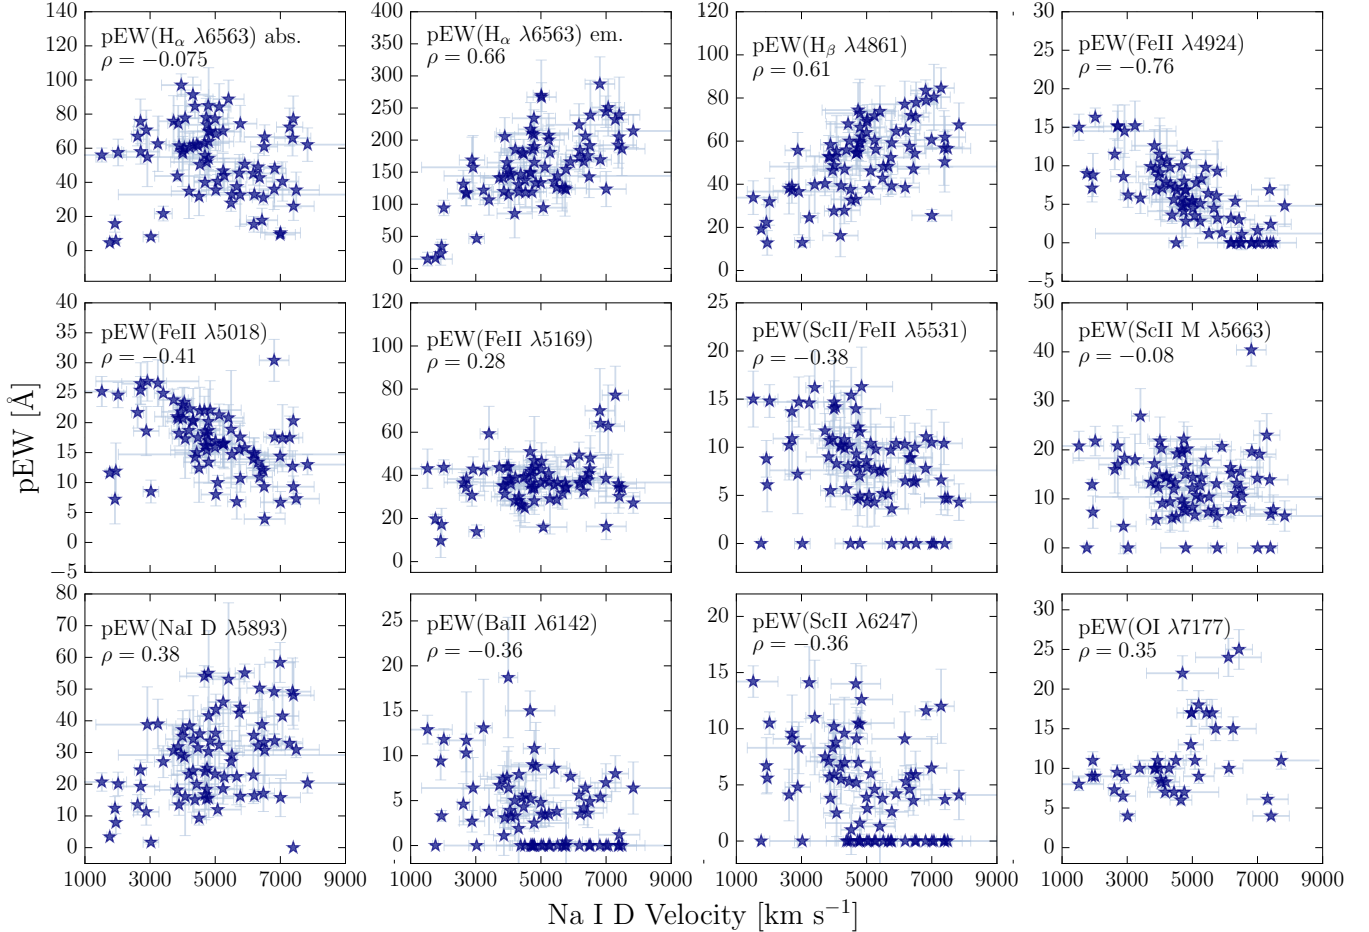 pEW(Hα λ6563) abs.
ρ = −0.075
140
120
100
80
60
40
20
0
pEW(Hα λ6563) em.
ρ = 0.66
400
350
300
250
200
150
100
50
0
pEW(Hβ λ4861)
ρ = 0.61
120
100
80
60
40
20
0
pEW(FeII λ4924)
ρ = −0.76
30
25
20
15
10
5
0
−5
pEW(FeII λ5018)
ρ = −0.41
40
35
30
25
20
15
10
5
0
−5
pEW(FeII λ5169)
ρ = 0.28
120
100
80
60
40
20
0
pEW(ScII/FeII λ5531)
ρ = −0.38
25
20
15
10
5
0
pEW(ScII M λ5663)
ρ = −0.08
50
40
30
20
10
0
pEW(NaI D λ5893)
ρ = 0.38
80
70
60
50
40
30
20
10
0
1000 3000 5000 7000 9000
pEW(BaII λ6142)
ρ = −0.36
25
20
15
10
5
0
1000 3000 5000 7000 9000
pEW(ScII λ6247)
ρ = −0.36
20
15
10
5
0
1000 3000 5000 7000 9000
pEW(OI λ7177)
ρ = 0.35
30
25
20
15
10
5
0
1000 3000 5000 7000 9000
pEW [Å]
Na I D Velocity [km s⁻¹]